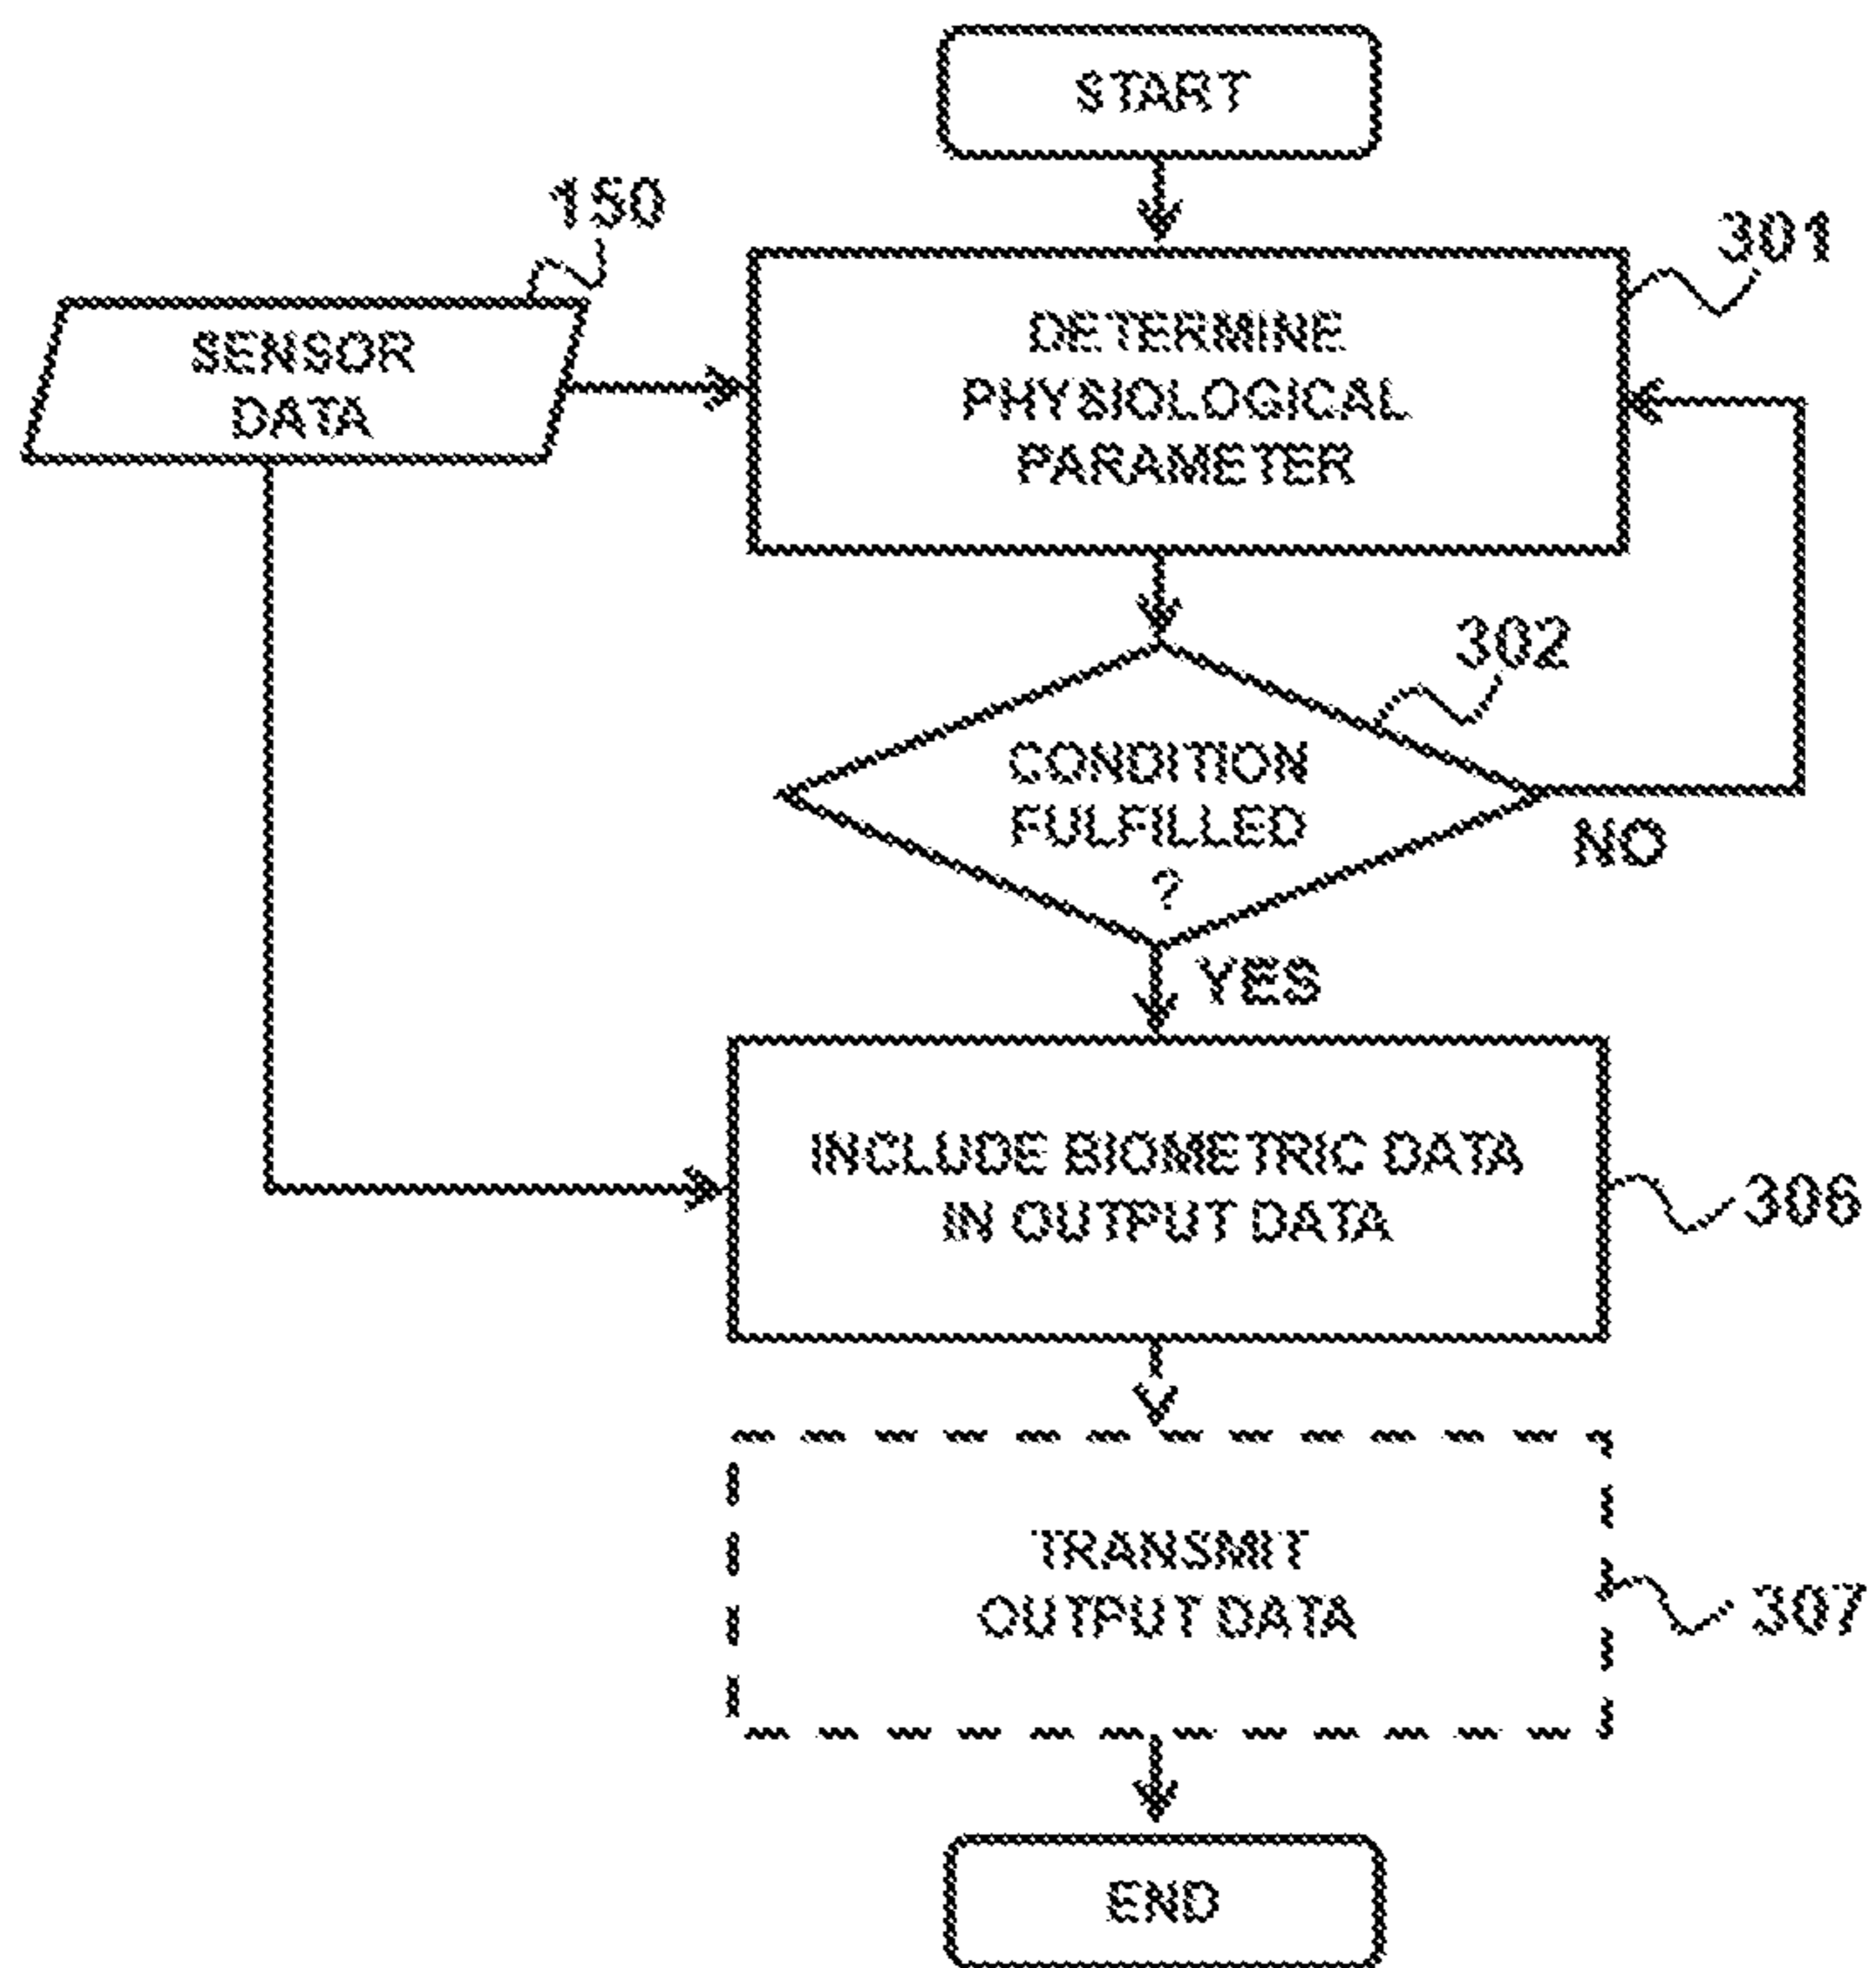 START
150
301
SENSOR
DATA
DETERMINE
PHYSIOLOGICAL
PARAMETER
302
CONDITION
FULFILLED
?
NO
YES
INCLUDE BIOMETRIC DATA
IN OUTPUT DATA
306
TRANSMIT
OUTPUT DATA
307
END